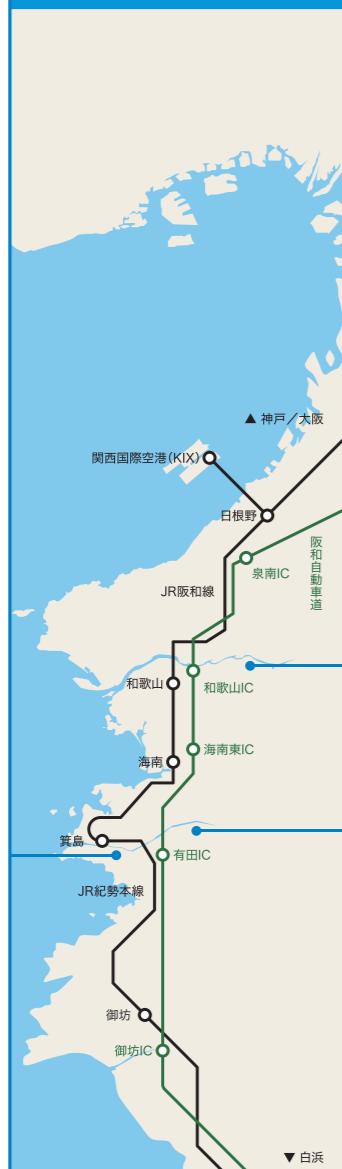 ▲ 神戸／大阪
関西国際空港(KIX)
日根野
阪和自動車道
泉南IC
JR阪和線
和歌山
和歌山IC
海南東IC
海南
箕島
有田IC
JR紀勢本線
御坊
御坊IC
▼ 白浜